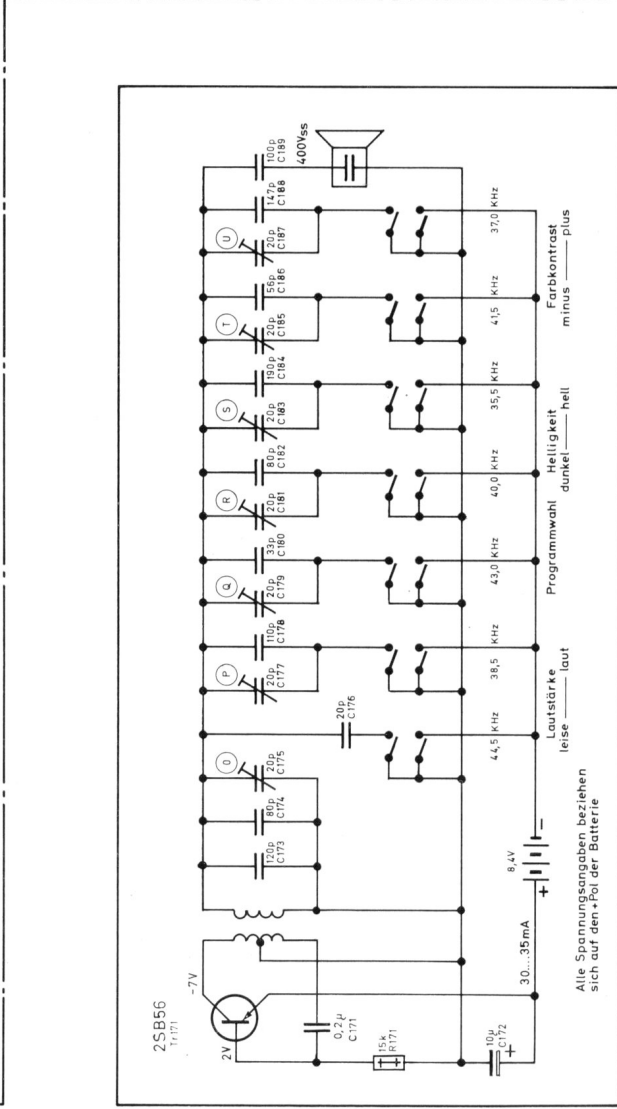 2SB56
Tr171
-7V
2V
0,2µ
C171
15k
R171
10µ
C172
+
120p
C173
80p
C174
O
20p
C175
20p
C176
P
20p
C177
110p
C178
Q
20p
C179
33p
C180
R
20p
C181
80p
C182
S
20p
C183
190p
C184
T
20p
C185
56p
C186
U
20p
C187
147p
C188
100p
C189
400Vss
44,5 KHz
38,5 KHz
43,0 KHz
40,0 KHz
35,5 KHz
41,5 KHz
37,0 KHz
Lautstärke
leise laut
Programmwahl
Helligkeit
dunkel hell
Farbkontrast
minus plus
30...35mA
8,4V
+ −
Alle Spannungsangaben beziehen
sich auf den +Pol der Batterie